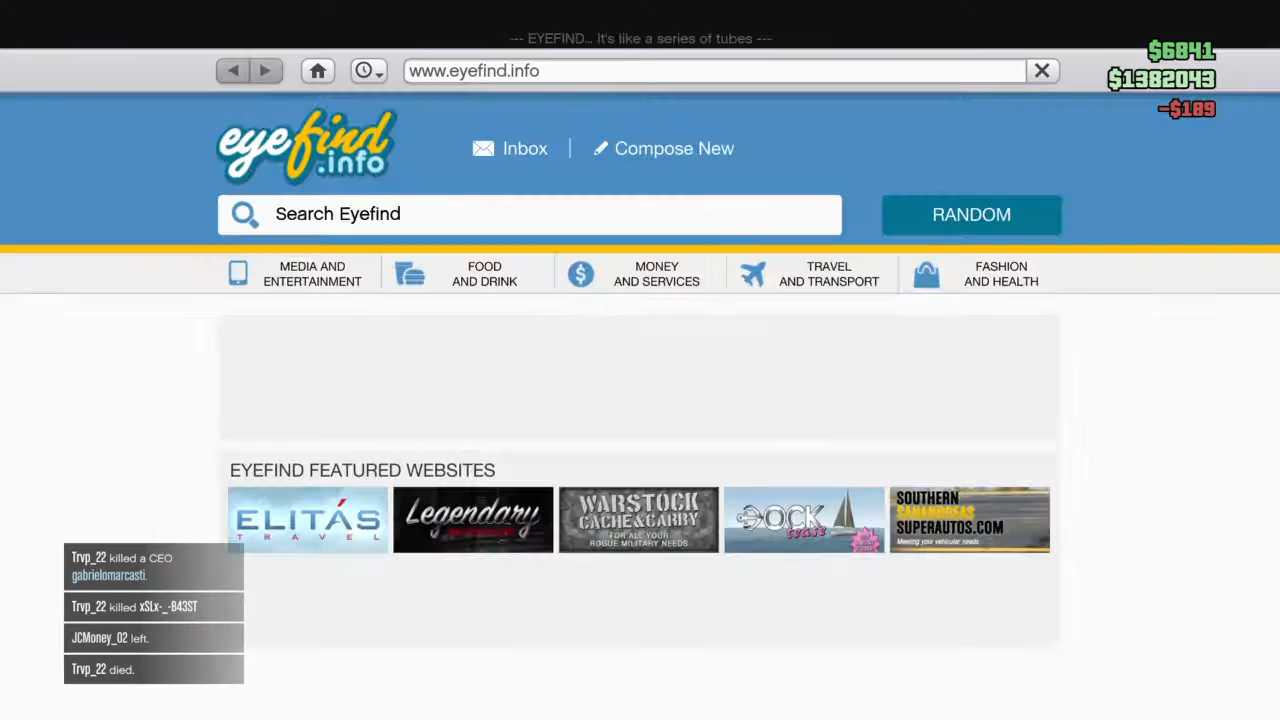 --- EYEFIND... It's like a series of tubes ---
$6841
www.eyefind.info
$1382043
-$189
eyefind
.info
Inbox
Compose New
Search Eyefind
RANDOM
MEDIA AND
ENTERTAINMENT
FOOD
AND DRINK
MONEY
AND SERVICES
TRAVEL
AND TRANSPORT
FASHION
AND HEALTH
EYEFIND FEATURED WEBSITES
ELITÁS
TRAVEL
Legendary
WARSTOCK
CACHE&CARRY
FOR ALL YOUR
ROGUE MILITARY NEEDS
DOCK
tease
SOUTHERN
SANANDREAS
SUPERAUTOS.COM
Meeting your vehicular needs
Trvp_22 killed a CEO
gabrielomarcasti.
Trvp_22 killed xSLx-_-B43ST
JCMoney_02 left.
Trvp_22 died.